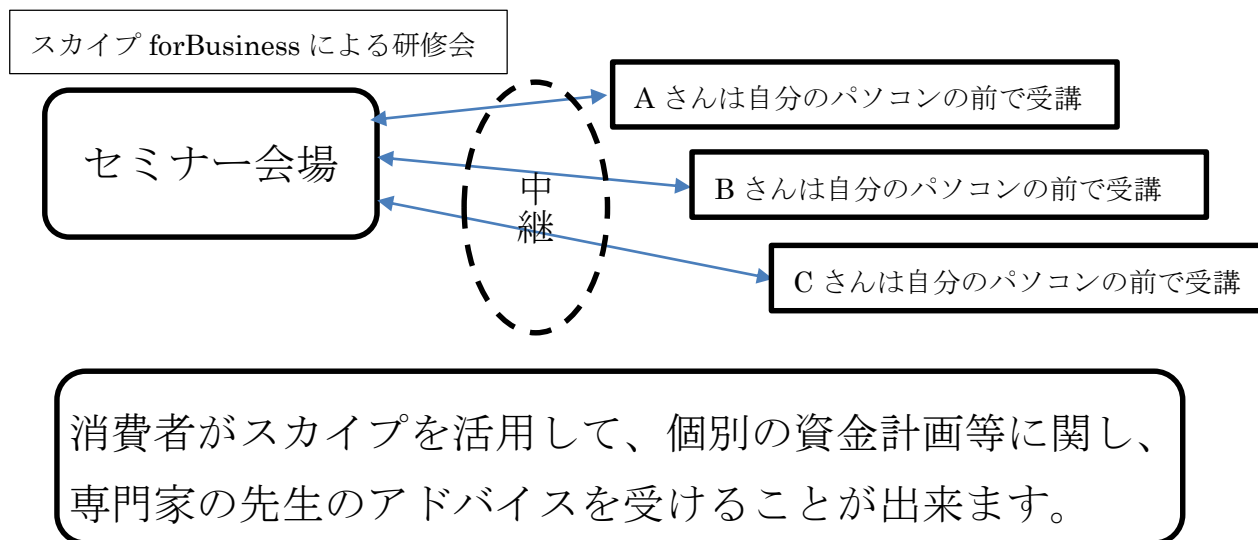 スカイプ forBusiness による研修会
A さんは自分のパソコンの前で受講
セミナー会場
B さんは自分のパソコンの前で受講
中継
C さんは自分のパソコンの前で受講
消費者がスカイプを活用して、個別の資金計画等に関し、
専門家の先生のアドバイスを受けることが出来ます。